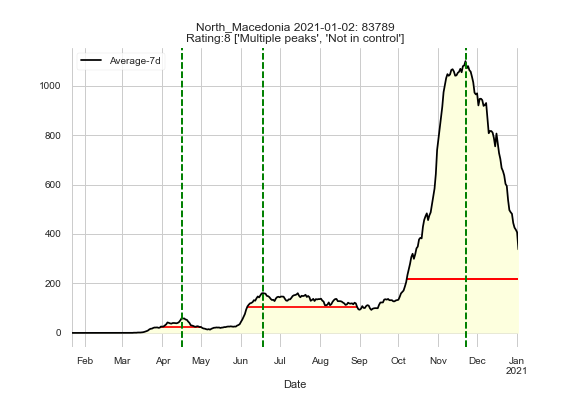 North_Macedonia 2021-01-02: 83789
Rating:8 ['Multiple peaks', 'Not in control']
Average-7d
1000
800
600
400
200
0
Feb Mar Apr May Jun Jul Aug Sep Oct Nov Dec Jan
2021
Date